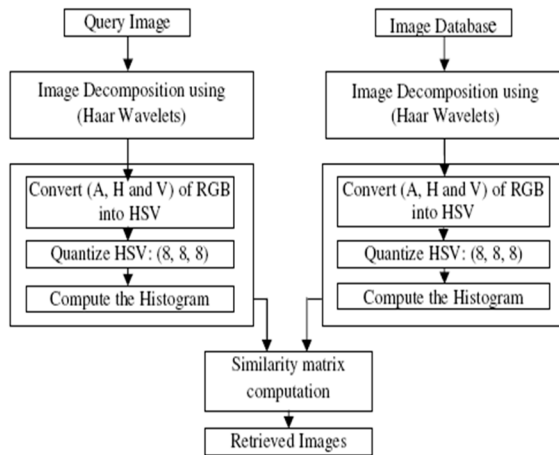 Query Image
Image Decomposition using
(Haar Wavelets)
Convert (A, H and V) of RGB
into HSV
Quantize HSV: (8, 8, 8)
Compute the Histogram
Image Database
Image Decomposition using
(Haar Wavelets)
Convert (A, H and V) of RGB
into HSV
Quantize HSV: (8, 8, 8)
Compute the Histogram
Similarity matrix
computation
Retrieved Images